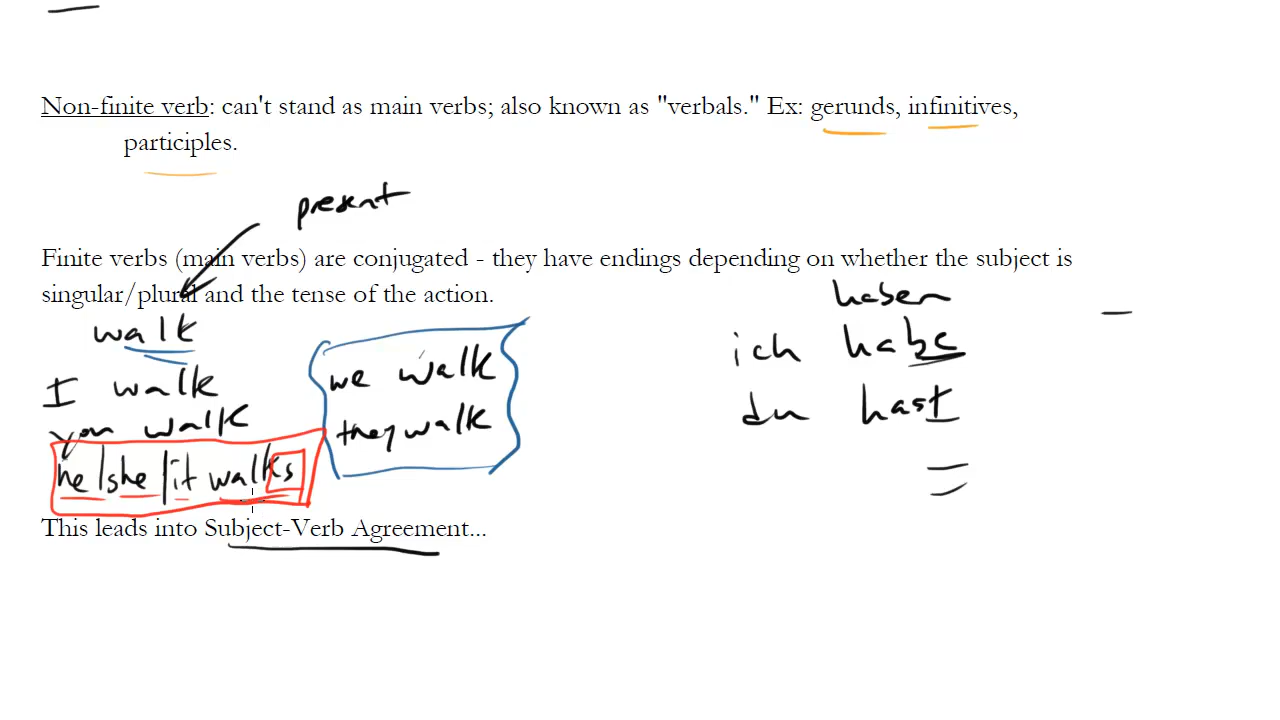 Non-finite verb: can't stand as main verbs; also known as "verbals." Ex: gerunds, infinitives,
participles.
present
Finite verbs (main verbs) are conjugated - they have endings depending on whether the subject is
singular/plural and the tense of the action.
walk
I walk
you walk
he/she/it walks
we walk
they walk
haben
ich habe
du hast
This leads into Subject-Verb Agreement...